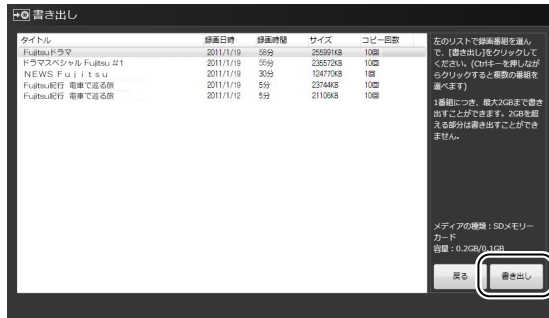 書き出し
タイトル 録画日時 録画時間 サイズ コピー回数
Fujitsuドラマ 2011/1/19 58分 255991KB 10回
ドラマスペシャル Fujitsu #1 2011/1/19 55分 235572KB 10回
NEWS Fujitsu 2011/1/19 30分 124770KB 1回
Fujitsu紀行 電車で巡る旅 2011/1/19 5分 23744KB 10回
Fujitsu紀行 電車で巡る旅 2011/1/12 5分 21106KB 10回
左のリストで録画番組を選ん
で、[書き出し]をクリックして
ください。(Ctrlキーを押しなが
らクリックすると複数の番組を
選べます)
1番組につき、最大2GBまで書き
出すことができます。2GBを超
える部分は書き出すことができ
ません。
メディアの種類：SDメモリー
カード
容量：0.2GB/0.1GB
戻る 書き出し